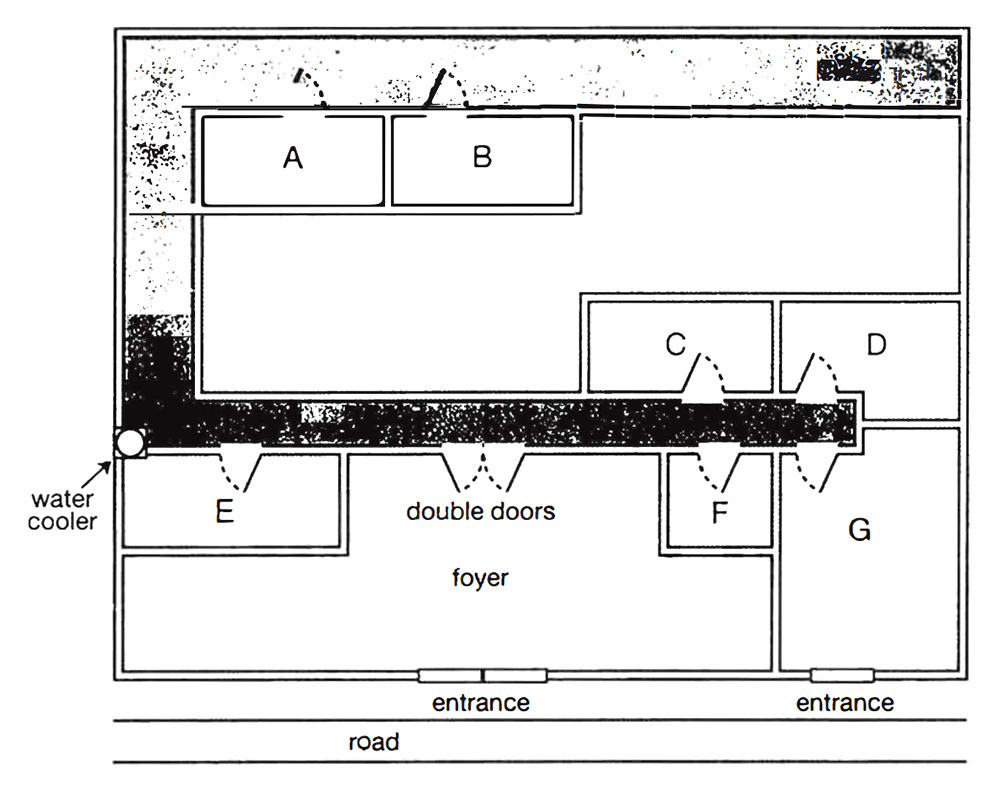 A
B
C
D
water
cooler
E
double doors
F
G
foyer
entrance
entrance
road